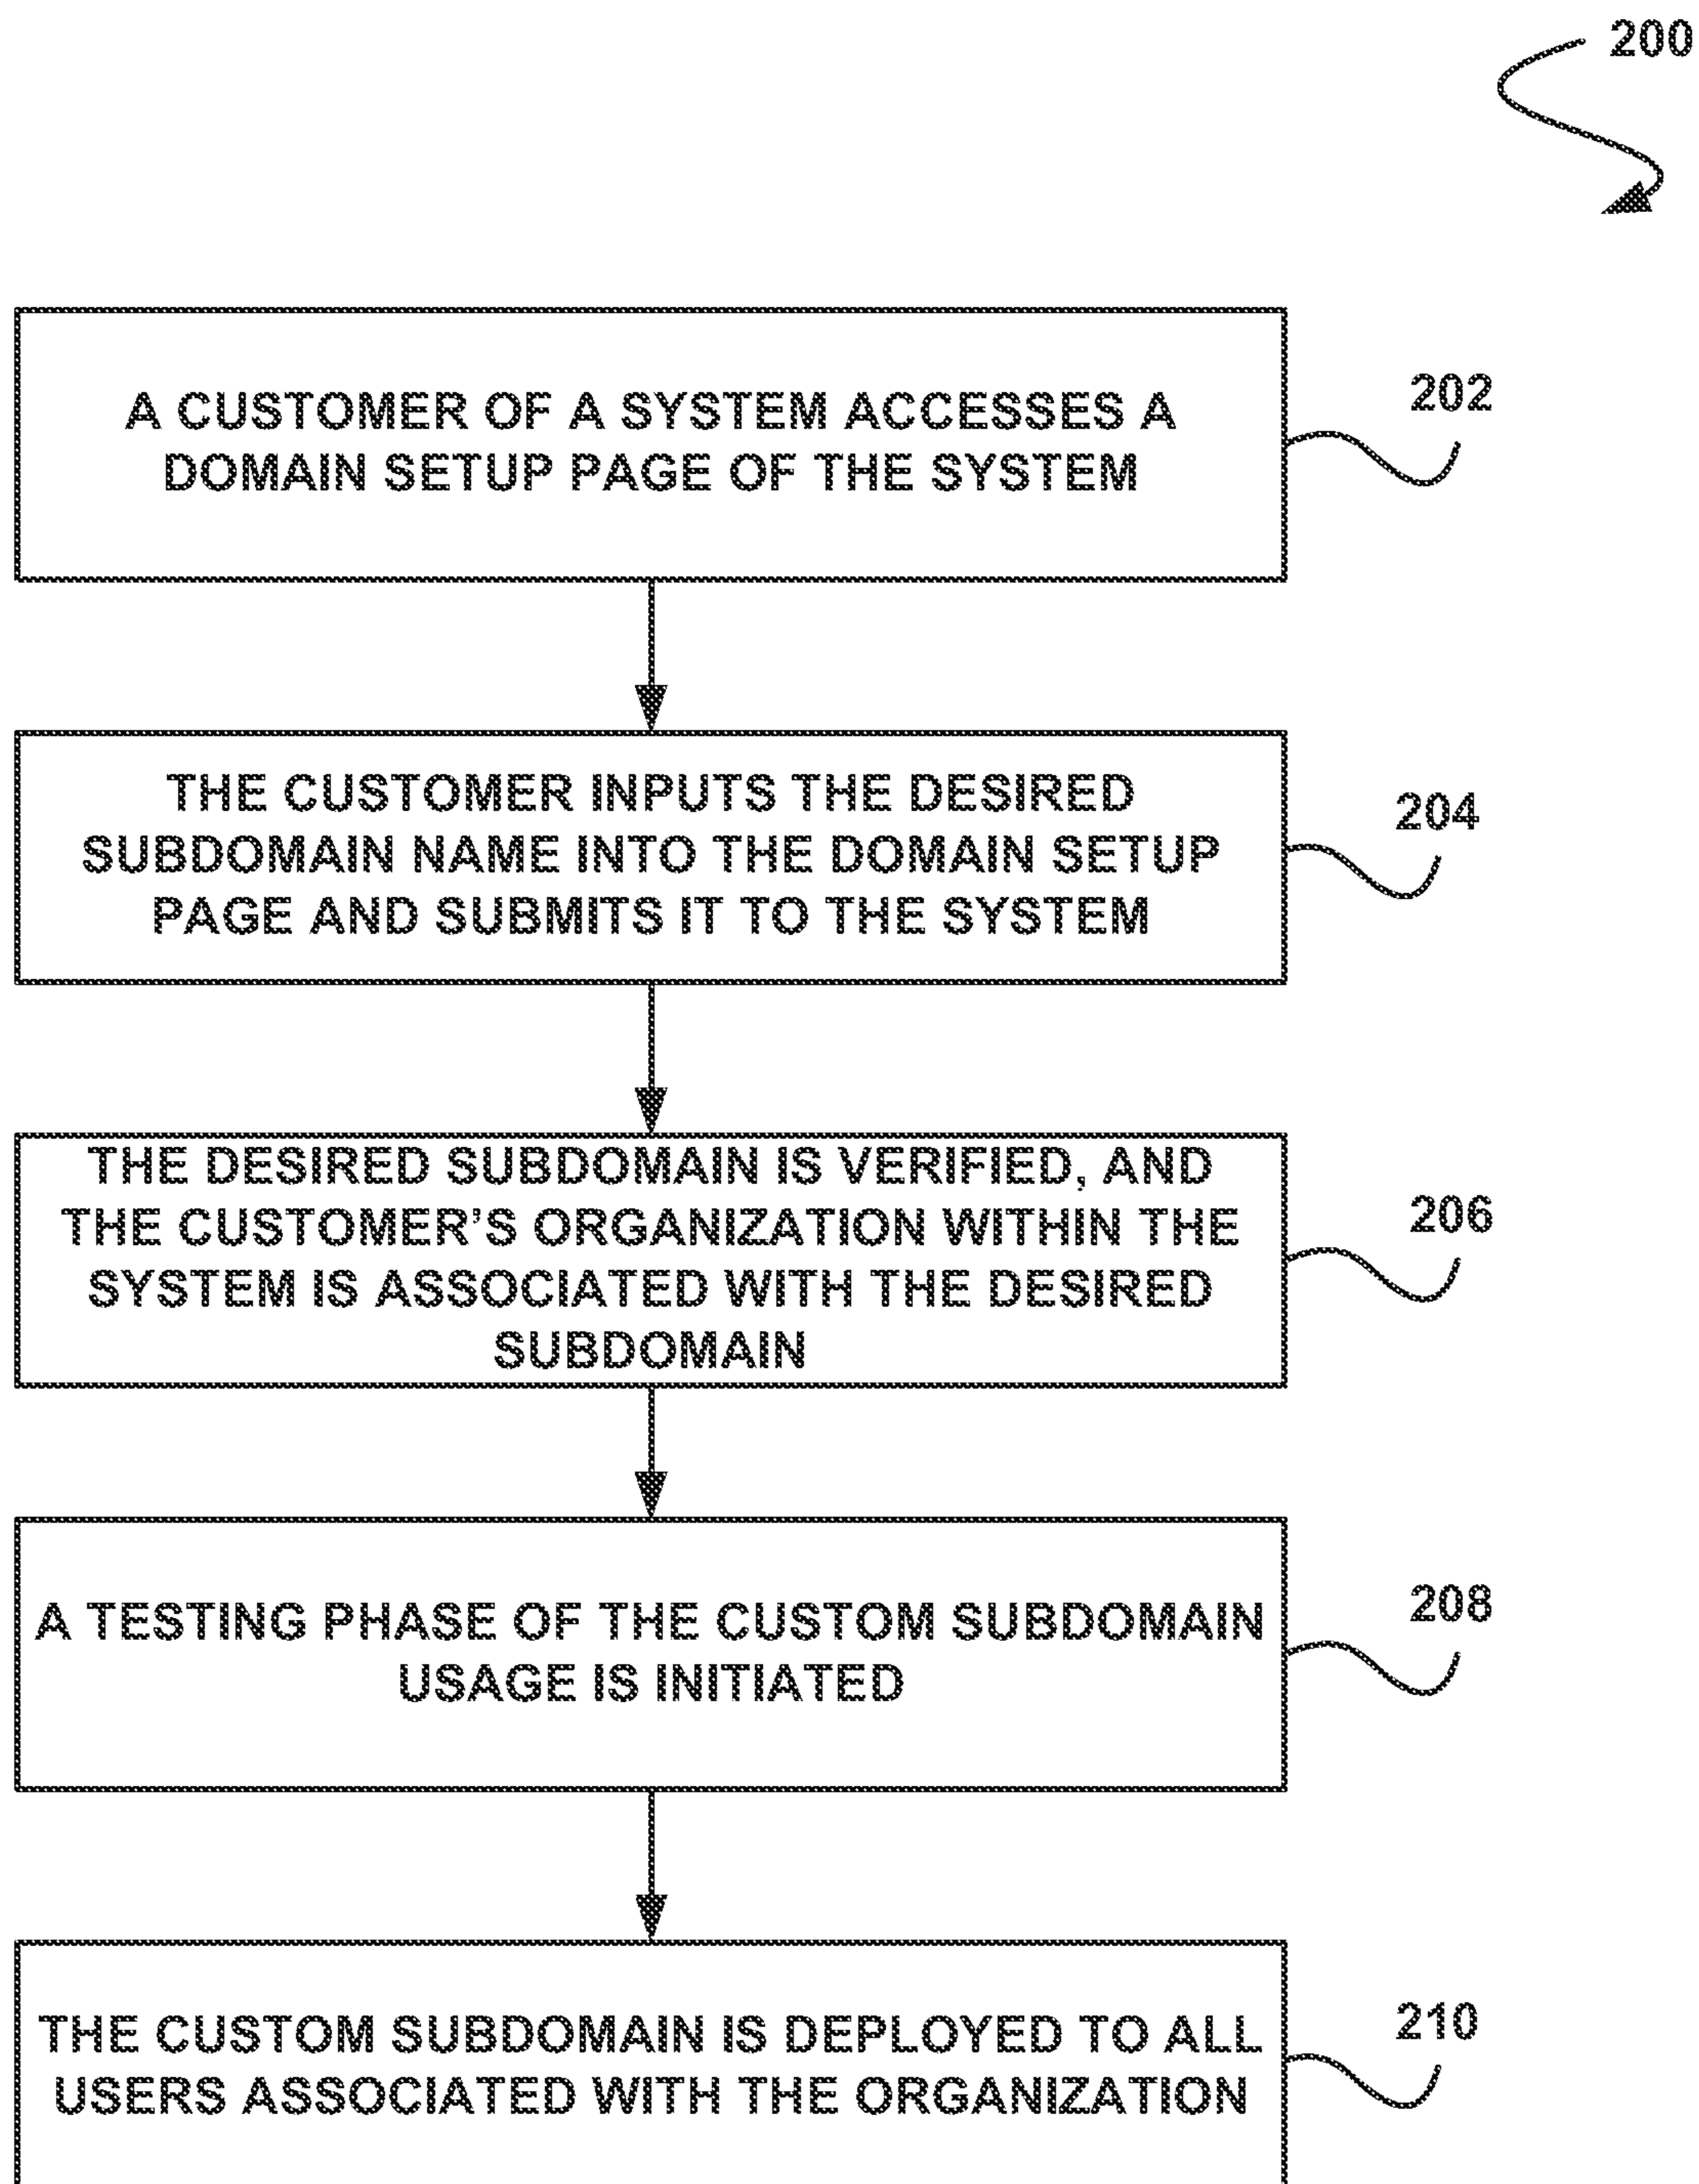 200
A CUSTOMER OF A SYSTEM ACCESSES A
DOMAIN SETUP PAGE OF THE SYSTEM
202
THE CUSTOMER INPUTS THE DESIRED
SUBDOMAIN NAME INTO THE DOMAIN SETUP
PAGE AND SUBMITS IT TO THE SYSTEM
204
THE DESIRED SUBDOMAIN IS VERIFIED, AND
THE CUSTOMER'S ORGANIZATION WITHIN THE
SYSTEM IS ASSOCIATED WITH THE DESIRED
SUBDOMAIN
206
A TESTING PHASE OF THE CUSTOM SUBDOMAIN
USAGE IS INITIATED
208
THE CUSTOM SUBDOMAIN IS DEPLOYED TO ALL
USERS ASSOCIATED WITH THE ORGANIZATION
210